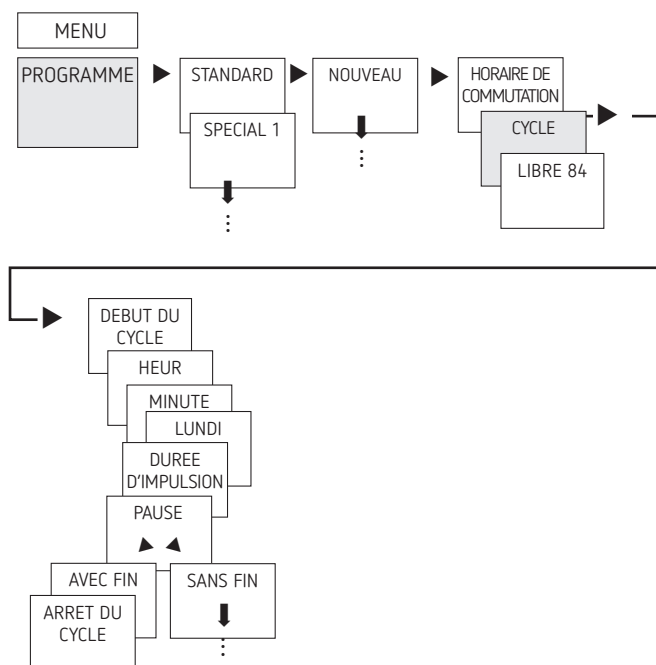 MENU
PROGRAMME
STANDARD
SPECIAL 1
NOUVEAU
HORAIRE DE
COMMUTATION
CYCLE
LIBRE 84
DEBUT DU
CYCLE
HEUR
MINUTE
LUNDI
DUREE
D'IMPULSION
PAUSE
AVEC FIN
SANS FIN
ARRET DU
CYCLE